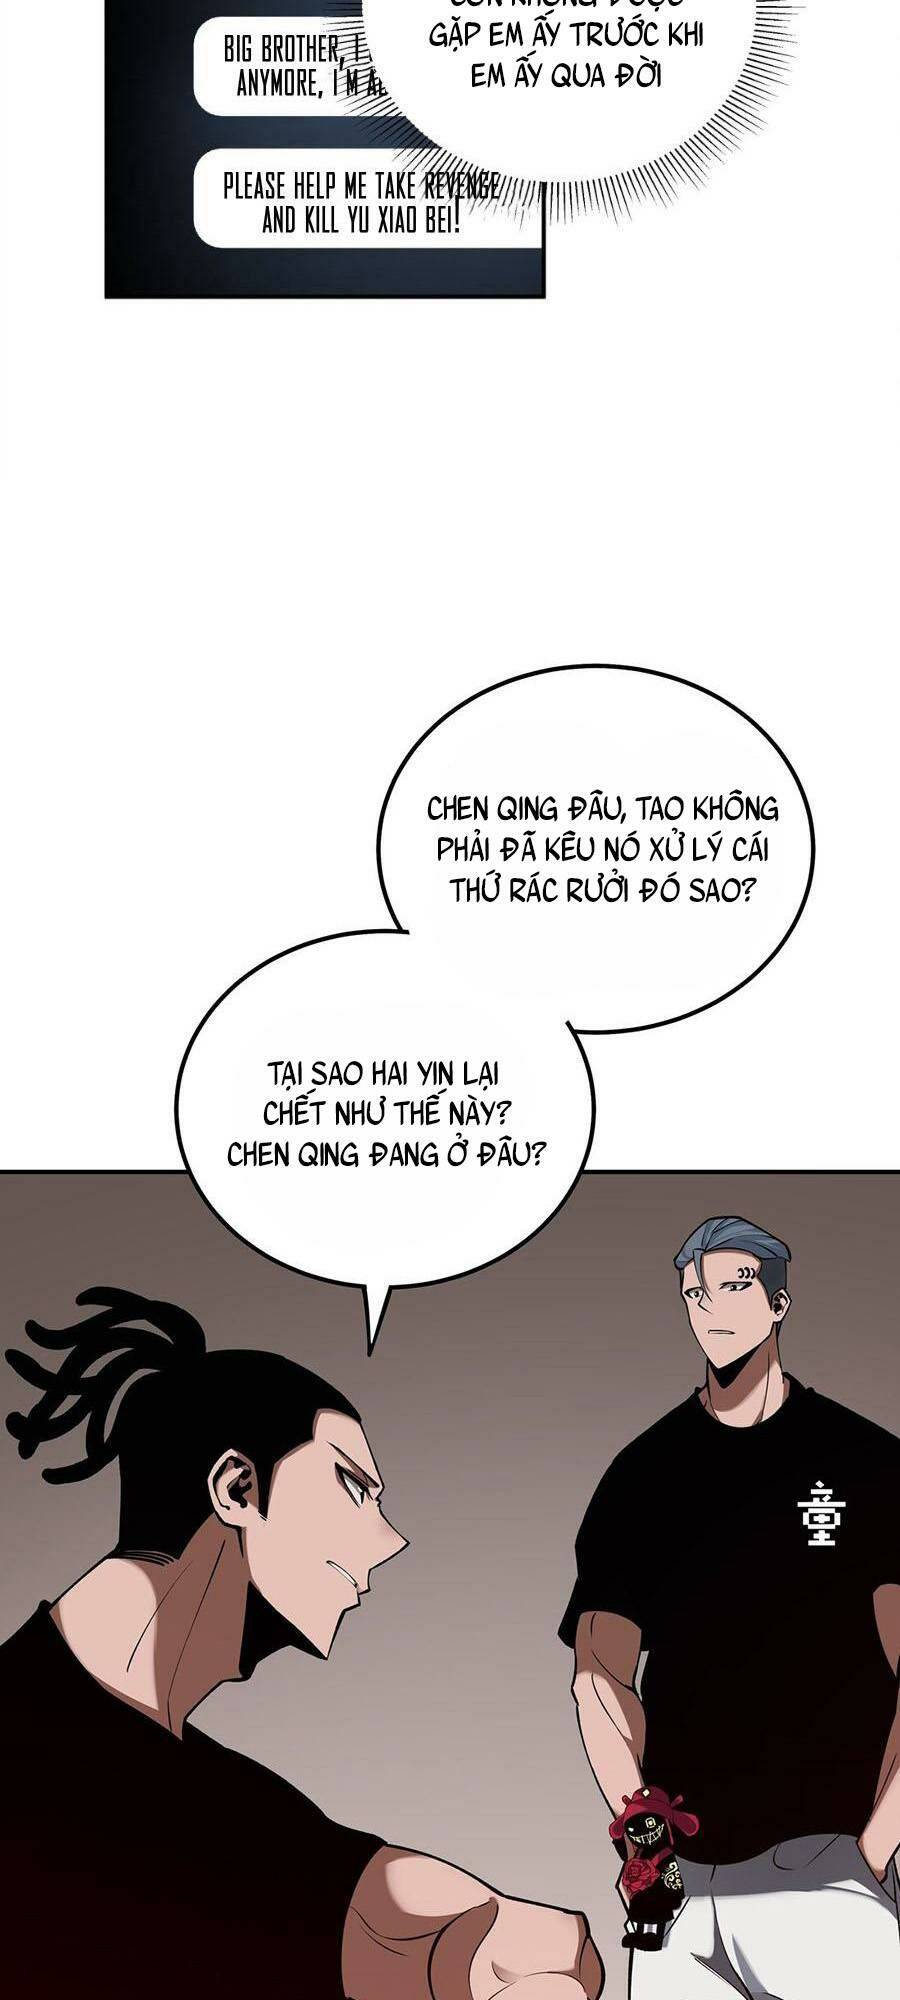 GẶP EM ẤY TRƯỚC KHI
EM ẤY QUA ĐỜI
BIG BROTHER, I
ANYMORE, I'M
PLEASE HELP ME TAKE REVENGE
AND KILL YU XIAO BEI!
CHEN QING ĐÂU, TAO KHÔNG
PHẢI ĐÃ KÊU NÓ XỬ LÝ CÁI
THỨ RÁC RƯỞI ĐÓ SAO?
TẠI SAO HAI YIN LẠI
CHẾT NHƯ THẾ NÀY?
CHEN QING ĐANG Ở ĐÂU?
童